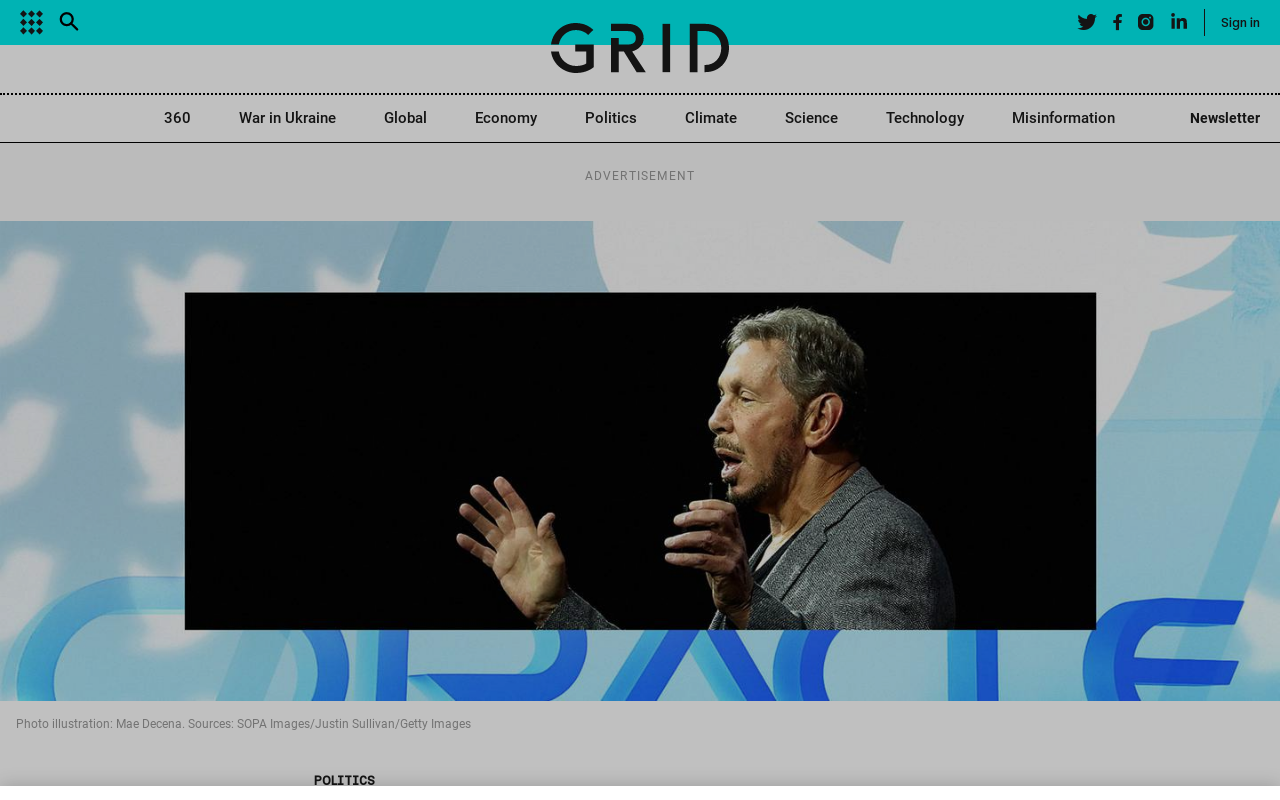 GRID
Sign in
360 War in Ukraine Global Economy Politics Climate Science Technology Misinformation Newsletter
ADVERTISEMENT
ORACLE
Photo illustration: Mae Decena. Sources: SOPA Images/Justin Sullivan/Getty Images
POLITICS